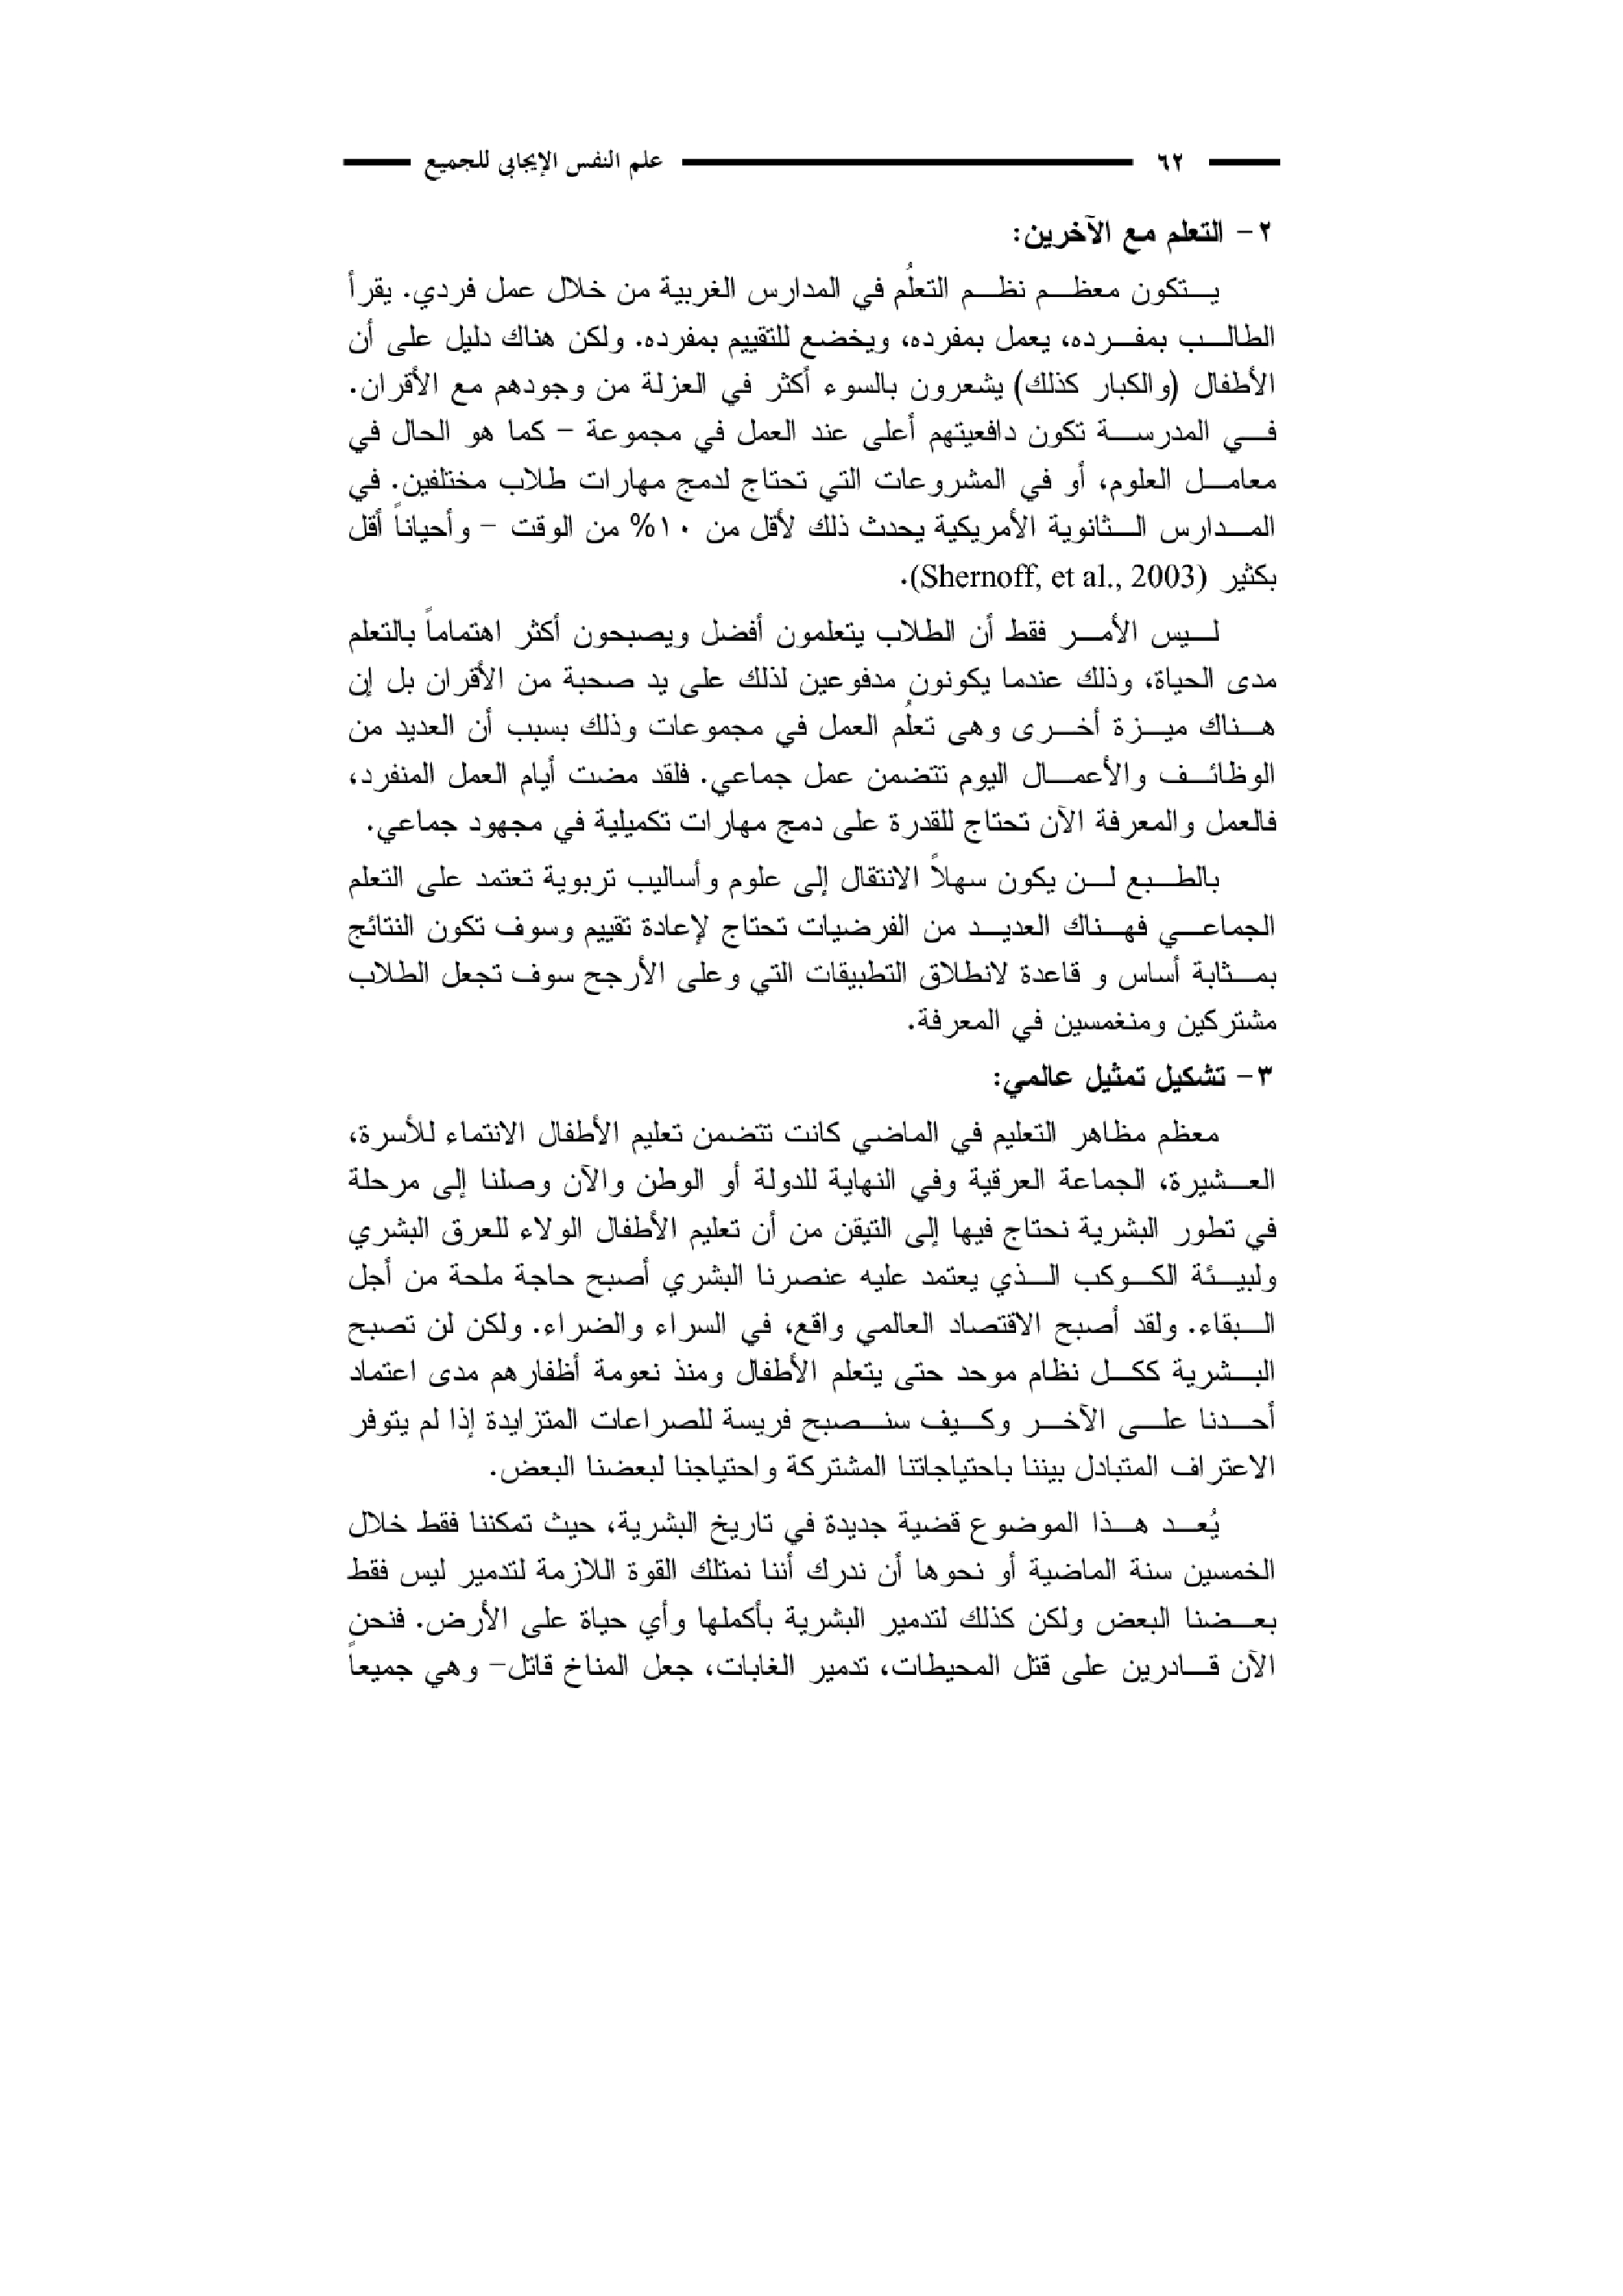 ٦٢ علم النفس الإيجابي للجميع
٢- التعلم مع الآخرين:
يتكون معظم نظم التعلُم في المدارس الغربية من خلال عمل فردي. يقرأ
الطالب بمفرده، يعمل بمفرده، ويخضع للتقييم بمفرده. ولكن هناك دليل على أن
الأطفال (والكبار كذلك) يشعرون بالسوء أكثر في العزلة من وجودهم مع الأقران.
في المدرسة تكون دافعيتهم أعلى عند العمل في مجموعة - كما هو الحال في
معامل العلوم، أو في المشروعات التي تحتاج لدمج مهارات طلاب مختلفين. في
المدارس الثانوية الأمريكية يحدث ذلك لأقل من ١٠% من الوقت - وأحياناً أقل
بكثير (Shernoff, et al., 2003).
ليس الأمر فقط أن الطلاب يتعلمون أفضل ويصبحون أكثر اهتماماً بالتعلم
مدى الحياة، وذلك عندما يكونون مدفوعين لذلك على يد صحبة من الأقران بل إن
هناك ميزة أخرى وهى تعلُم العمل في مجموعات وذلك بسبب أن العديد من
الوظائف والأعمال اليوم تتضمن عمل جماعي. فلقد مضت أيام العمل المنفرد،
فالعمل والمعرفة الآن تحتاج للقدرة على دمج مهارات تكميلية في مجهود جماعي.
بالطبع لن يكون سهلاً الانتقال إلى علوم وأساليب تربوية تعتمد على التعلم
الجماعي فهناك العديد من الفرضيات تحتاج لإعادة تقييم وسوف تكون النتائج
بمثابة أساس و قاعدة لانطلاق التطبيقات التي وعلى الأرجح سوف تجعل الطلاب
مشتركين ومنغمسين في المعرفة.
٣- تشكيل تمثيل عالمي:
معظم مظاهر التعليم في الماضي كانت تتضمن تعليم الأطفال الانتماء للأسرة،
العشيرة، الجماعة العرقية وفي النهاية للدولة أو الوطن والآن وصلنا إلى مرحلة
في تطور البشرية نحتاج فيها إلى التيقن من أن تعليم الأطفال الولاء للعرق البشري
ولبيئة الكوكب الذي يعتمد عليه عنصرنا البشري أصبح حاجة ملحة من أجل
البقاء. ولقد أصبح الاقتصاد العالمي واقع، في السراء والضراء. ولكن لن تصبح
البشرية ككل نظام موحد حتى يتعلم الأطفال ومنذ نعومة أظفارهم مدى اعتماد
أحدنا على الآخر وكيف سنصبح فريسة للصراعات المتزايدة إذا لم يتوفر
الاعتراف المتبادل بيننا باحتياجاتنا المشتركة واحتياجنا لبعضنا البعض.
يُعد هذا الموضوع قضية جديدة في تاريخ البشرية، حيث تمكننا فقط خلال
الخمسين سنة الماضية أو نحوها أن ندرك أننا نمتلك القوة اللازمة لتدمير ليس فقط
بعضنا البعض ولكن كذلك لتدمير البشرية بأكملها وأي حياة على الأرض. فنحن
الآن قادرين على قتل المحيطات، تدمير الغابات، جعل المناخ قاتل- وهي جميعاً